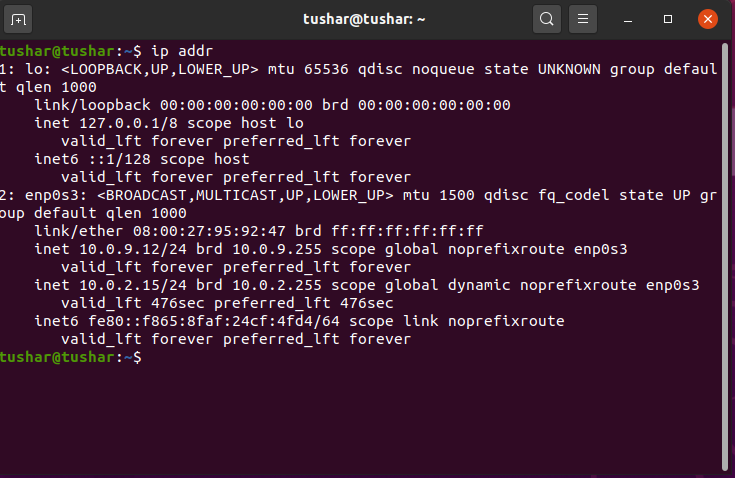 tushar@tushar: ~
tushar@tushar:~$ ip addr
1: lo: <LOOPBACK,UP,LOWER_UP> mtu 65536 qdisc noqueue state UNKNOWN group defaul
t qlen 1000
    link/loopback 00:00:00:00:00:00 brd 00:00:00:00:00:00
    inet 127.0.0.1/8 scope host lo
       valid_lft forever preferred_lft forever
    inet6 ::1/128 scope host
       valid_lft forever preferred_lft forever
2: enp0s3: <BROADCAST,MULTICAST,UP,LOWER_UP> mtu 1500 qdisc fq_codel state UP gr
oup default qlen 1000
    link/ether 08:00:27:95:92:47 brd ff:ff:ff:ff:ff:ff
    inet 10.0.9.12/24 brd 10.0.9.255 scope global noprefixroute enp0s3
       valid_lft forever preferred_lft forever
    inet 10.0.2.15/24 brd 10.0.2.255 scope global dynamic noprefixroute enp0s3
       valid_lft 476sec preferred_lft 476sec
    inet6 fe80::f865:8faf:24cf:4fd4/64 scope link noprefixroute
       valid_lft forever preferred_lft forever
tushar@tushar:~$